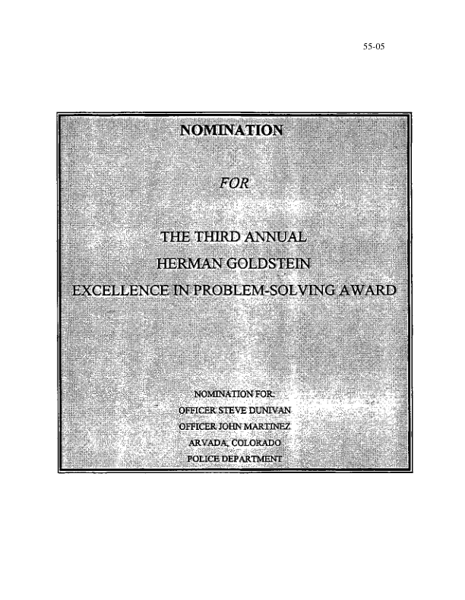 55-05
NOMINATION
FOR
THE THIRD ANNUAL
HERMAN GOLDSTEIN
EXCELLENCE IN PROBLEM-SOLVING AWARD
NOMINATION FOR:
OFFICER STEVE DUNIVAN
OFFICER JOHN MARTINEZ
ARVADA, COLORADO
POLICE DEPARTMENT